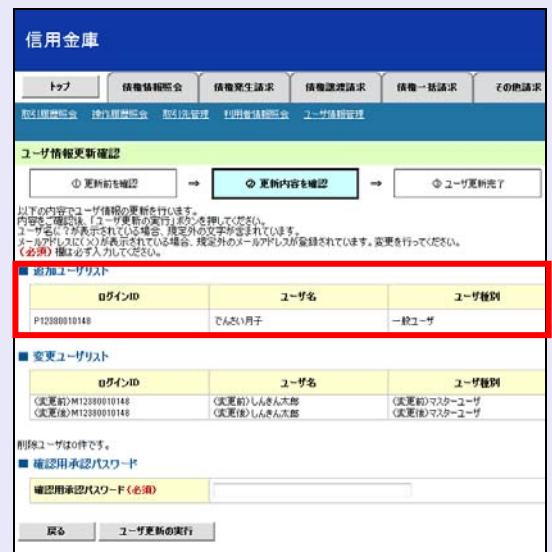 信用金庫
トップ 債権情報照会 債権発生請求 債権譲渡請求 債権一括請求 その他請求
取引履歴照会 操作履歴照会 取引先管理 利用者情報照会 ユーザ情報管理
ユーザ情報更新確認
① 更新前を確認 → ② 更新内容を確認 → ③ ユーザ更新完了
以下の内容でユーザ情報の更新を行います。
内容をご確認後、「ユーザ更新の実行」ボタンを押してください。
ユーザ名に?が表示されている場合、規定外の文字が含まれています。
メールアドレスに(×)が表示されている場合、規定外のメールアドレスが登録されています。変更を行ってください。
(必須)欄は必ず入力してください。
■ 追加ユーザリスト
ログインID ユーザ名 ユーザ種別
P12380010148 でんさい月子 一般ユーザ
■ 変更ユーザリスト
ログインID ユーザ名 ユーザ種別
(変更前)M12380010148 (変更前)しんきん太郎 (変更前)マスターユーザ
(変更後)M12380010148 (変更後)しんきん太郎 (変更後)マスターユーザ
削除ユーザは0件です。
■ 確認用承認パスワード
確認用承認パスワード(必須)
戻る ユーザ更新の実行